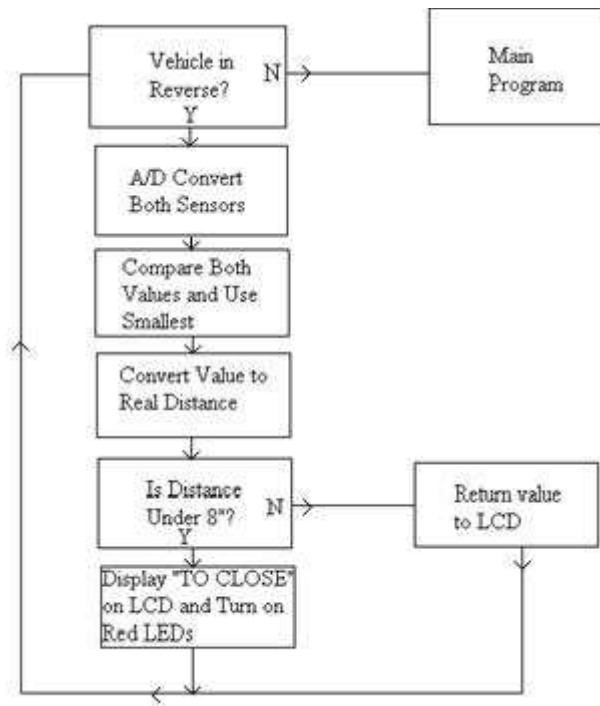 Vehicle in
Reverse?
N
Y
Main
Program
A/D Convert
Both Sensors
Compare Both
Values and Use
Smallest
Convert Value to
Real Distance
Is Distance
Under 8"?
N
Y
Return value
to LCD
Display "TO CLOSE"
on LCD and Turn on
Red LEDs